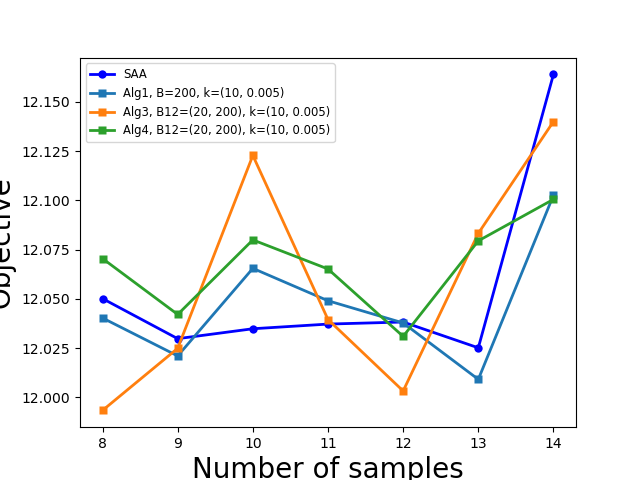 SAA
Alg1, B=200, k=(10, 0.005)
Alg3, B12=(20, 200), k=(10, 0.005)
Alg4, B12=(20, 200), k=(10, 0.005)
12.150
12.125
12.100
12.075
12.050
12.025
12.000
Objective
8 9 10 11 12 13 14
Number of samples